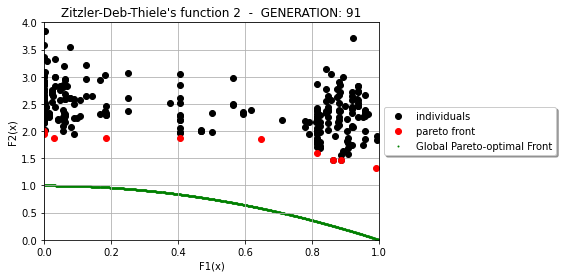 Zitzler-Deb-Thiele's function 2 - GENERATION: 91
4.0
3.5
3.0
2.5
2.0
1.5
1.0
0.5
0.0
F2(x)
0.0 0.2 0.4 0.6 0.8 1.0
F1(x)
individuals
pareto front
Global Pareto-optimal Front